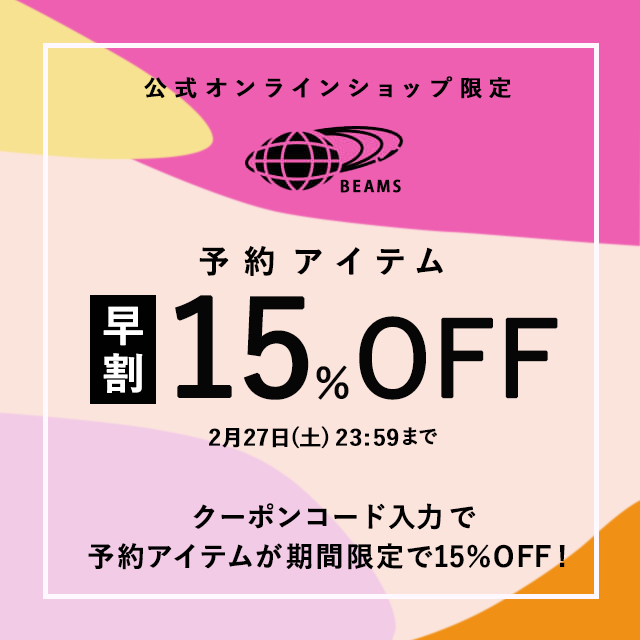 公式オンラインショップ限定
BEAMS
予約アイテム
早割
15%OFF
2月27日(土) 23:59まで
クーポンコード入力で
予約アイテムが期間限定で15%OFF!